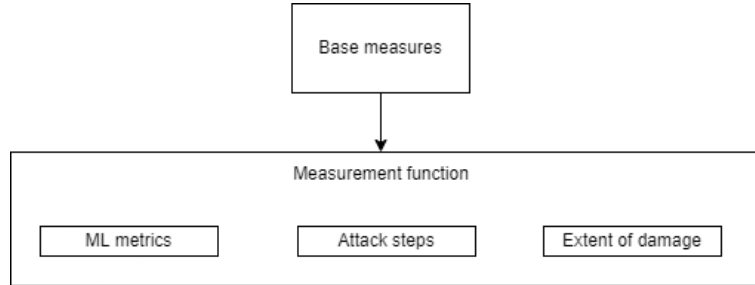 Base measures
Measurement function
ML metrics
Attack steps
Extent of damage